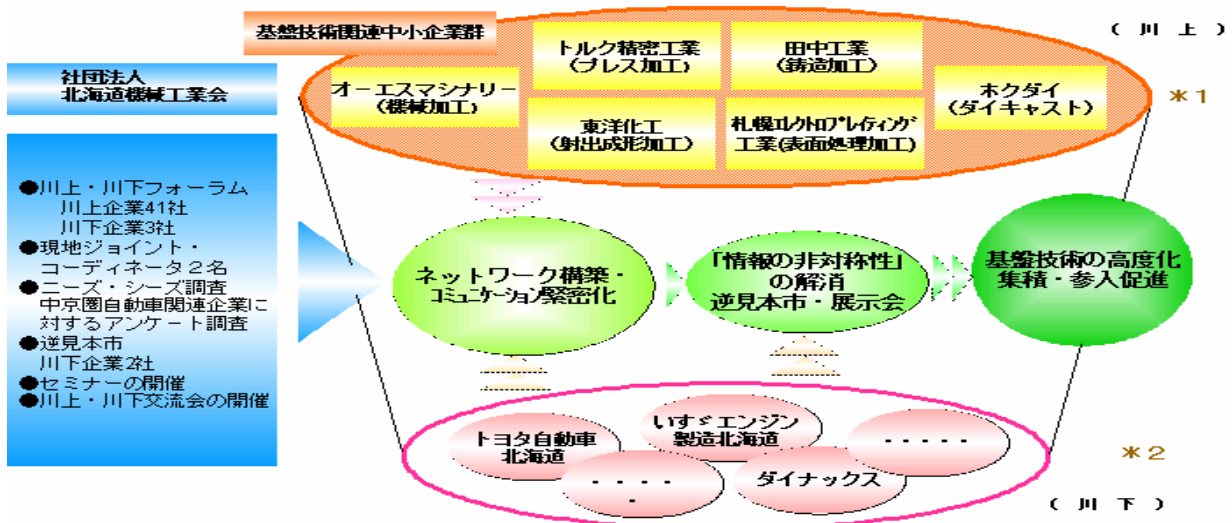 基盤技術関連中小企業群
(川上)
社団法人
北海道機械工業会
トルク精密工業
(プレス加工)
田中工業
(鋳造加工)
オーエスマシナリー
(機械加工)
ホクダイ
(ダイキャスト)
*1
東洋化工
(射出成形加工)
札幌エレクトロプレイティング
工業(表面処理加工)
●川上・川下フォーラム
川上企業41社
川下企業3社
●現地ジョイント・
コーディネータ2名
●ニーズ・シーズ調査
中京圏自動車関連企業に
対するアンケート調査
●逆見本市
川下企業2社
●セミナーの開催
●川上・川下交流会の開催
ネットワーク構築・
コミュニケーション緊密化
「情報の非対称性」
の解消
逆見本市・展示会
基盤技術の高度化
集積・参入促進
トヨタ自動車
北海道
いすゞエンジン
製造北海道
・・・・・
・・・・
・
ダイナックス
*2
(川下)